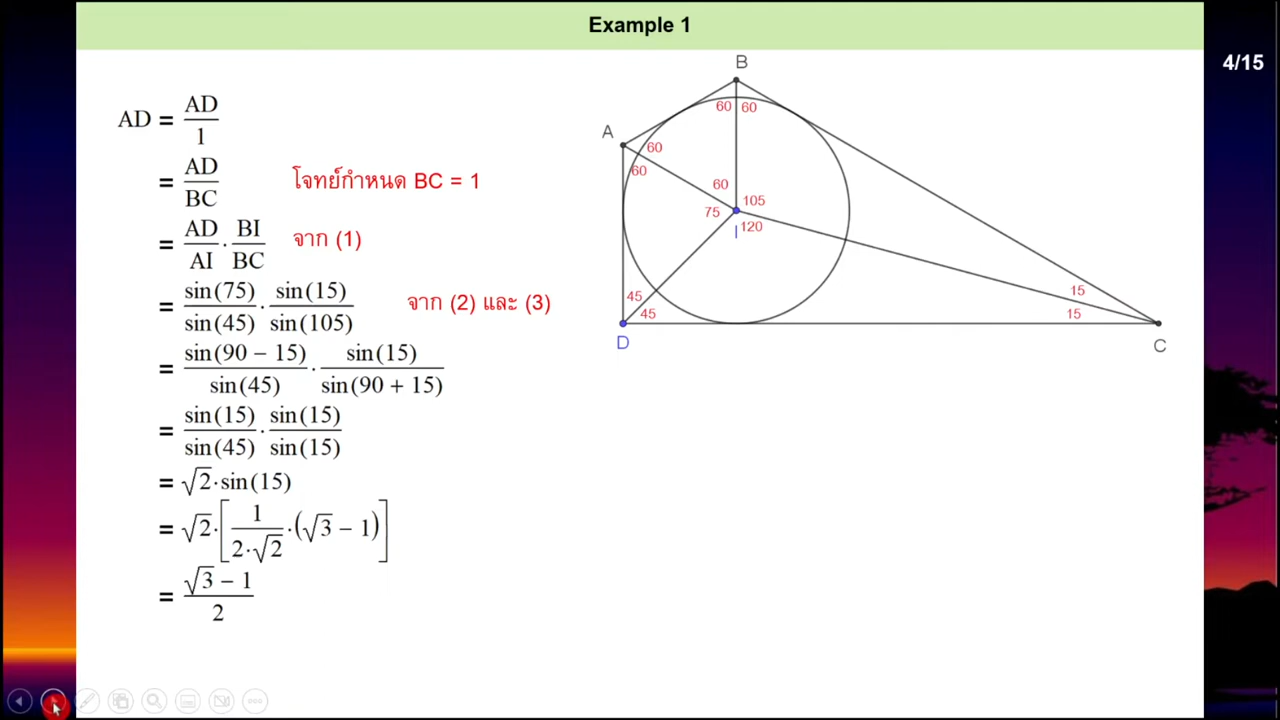 Example 1
4/15
AD = AD/1
= AD/BC โจทย์กำหนด BC = 1
= AD/AI · BI/BC จาก (1)
= sin(75)/sin(45) · sin(15)/sin(105) จาก (2) และ (3)
= sin(90 − 15)/sin(45) · sin(15)/sin(90 + 15)
= sin(15)/sin(45) · sin(15)/sin(15)
= √2 · sin(15)
= √2 · [1/(2·√2) · (√3 − 1)]
= (√3 − 1)/2
B
60 60
A
60
60
60
105
75
120
I
45
45
15
15
D
C